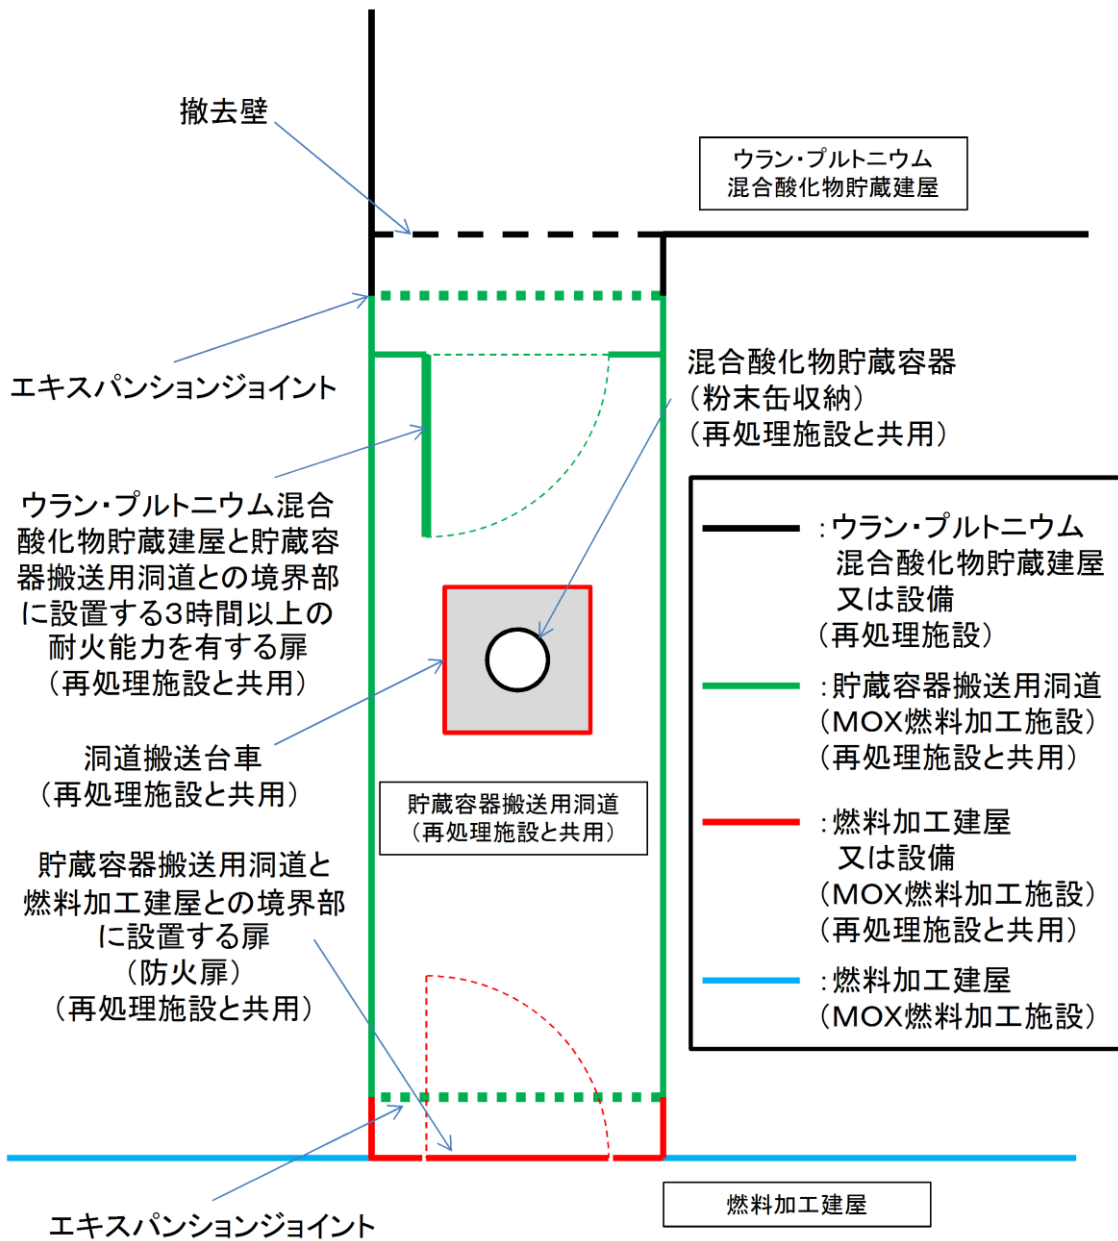 撤去壁
ウラン・プルトニウム
混合酸化物貯蔵建屋
エキスパンションジョイント
混合酸化物貯蔵容器
（粉末缶収納）
（再処理施設と共用）
ウラン・プルトニウム混合
酸化物貯蔵建屋と貯蔵容
器搬送用洞道との境界部
に設置する3時間以上の
耐火能力を有する扉
（再処理施設と共用）
洞道搬送台車
（再処理施設と共用）
貯蔵容器搬送用洞道
（再処理施設と共用）
貯蔵容器搬送用洞道と
燃料加工建屋との境界部
に設置する扉
（防火扉）
（再処理施設と共用）
：ウラン・プルトニウム
混合酸化物貯蔵建屋
又は設備
（再処理施設）
：貯蔵容器搬送用洞道
（MOX燃料加工施設）
（再処理施設と共用）
：燃料加工建屋
又は設備
（MOX燃料加工施設）
（再処理施設と共用）
：燃料加工建屋
（MOX燃料加工施設）
エキスパンションジョイント
燃料加工建屋